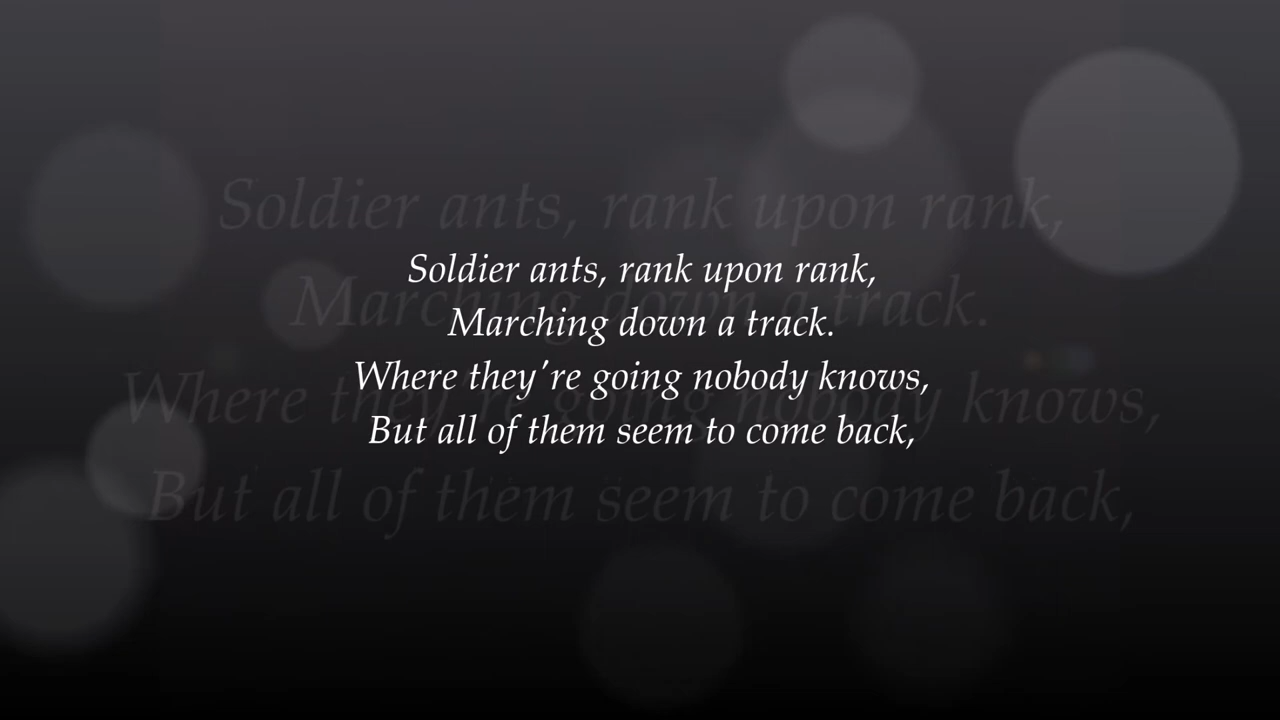 Soldier ants, rank upon rank,
Marching down a track.
Where they're going nobody knows,
But all of them seem to come back,